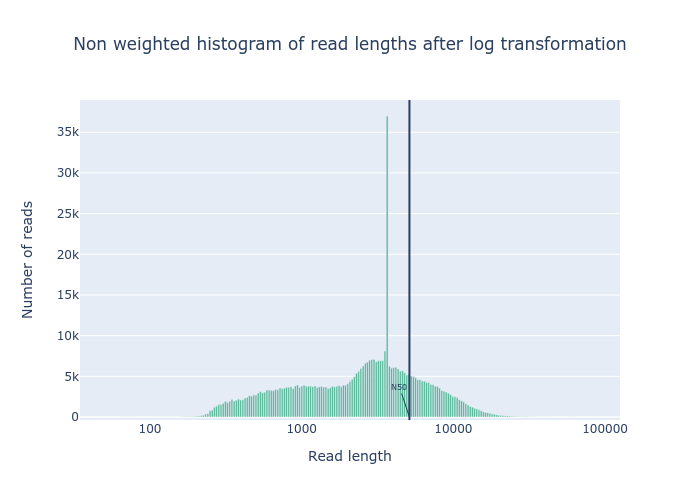 Non weighted histogram of read lengths after log transformation
35k
30k
25k
20k
15k
10k
5k
0
Number of reads
N50
100
1000
10000
100000
Read length